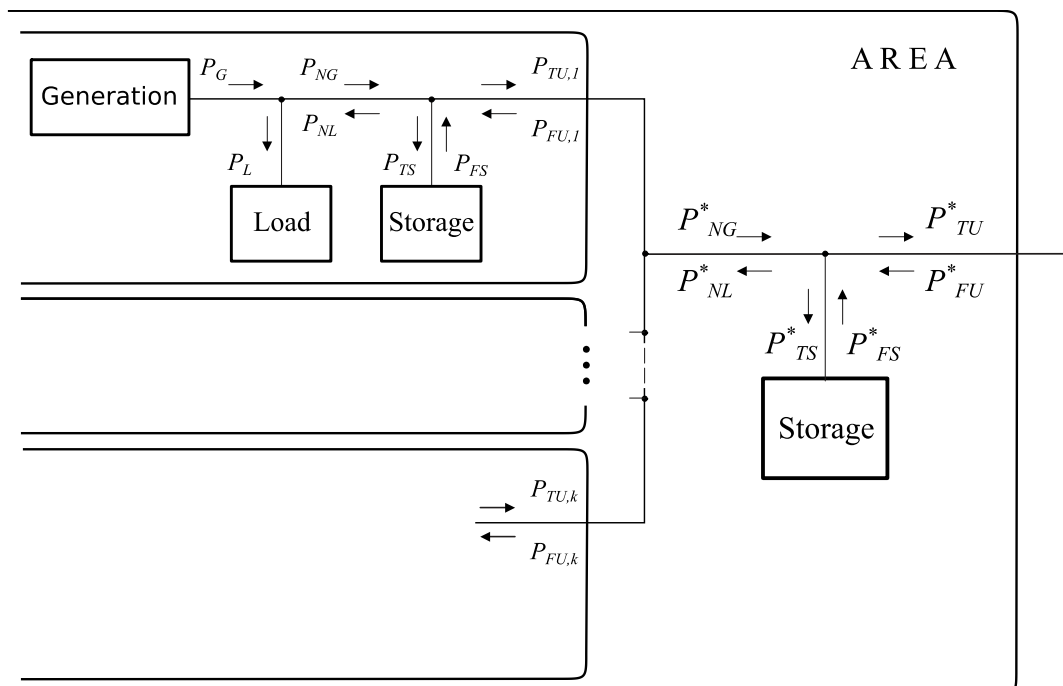 AREA
Generation
P_G
P_NG
P_TU,1
P_NL
P_FU,1
P_L
P_TS
P_FS
Load
Storage
P*_NG
P*_TU
P*_NL
P*_FU
P*_TS
P*_FS
Storage
P_TU,k
P_FU,k